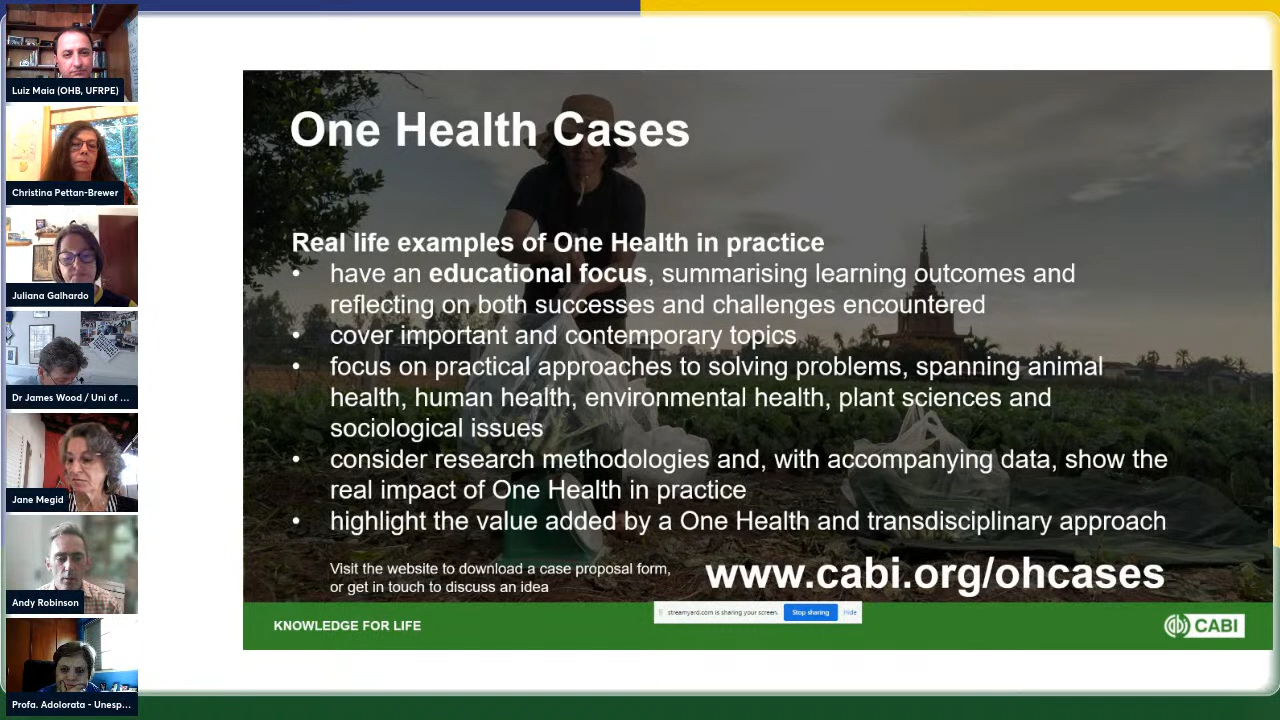 Luiz Maia (OHB, UFRPE)
Christina Pettan-Brewer
Juliana Galhardo
Dr James Wood / Uni of ...
Jane Megid
Andy Robinson
Profa. Adolorata - Unesp...
One Health Cases
Real life examples of One Health in practice
• have an educational focus, summarising learning outcomes and
reflecting on both successes and challenges encountered
• cover important and contemporary topics
• focus on practical approaches to solving problems, spanning animal
health, human health, environmental health, plant sciences and
sociological issues
• consider research methodologies and, with accompanying data, show the
real impact of One Health in practice
• highlight the value added by a One Health and transdisciplinary approach
Visit the website to download a case proposal form,
or get in touch to discuss an idea
www.cabi.org/ohcases
streamyard.com is sharing your screen. Stop sharing Hide
KNOWLEDGE FOR LIFE
CABI